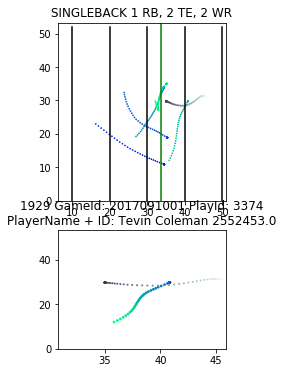 SINGLEBACK 1 RB, 2 TE, 2 WR
50
40
30
20
10
0
10 20 30 40 50
1929 GameId: 2017091001, PlayId: 3374
PlayerName + ID: Tevin Coleman 2552453.0
40
20
0
35 40 45